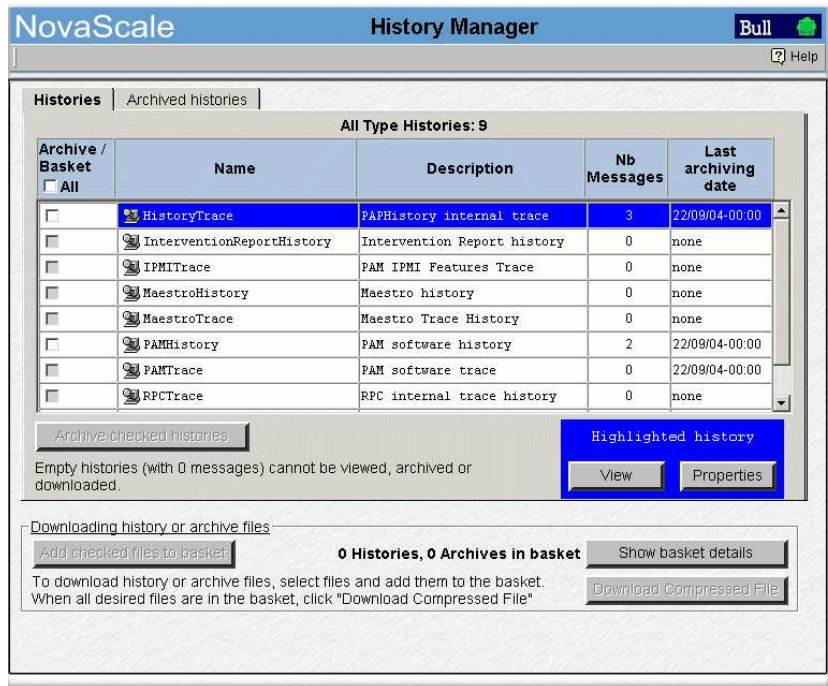 NovaScale History Manager Bull
Help
Histories Archived histories
All Type Histories: 9
Archive / Basket All Name Description Nb Messages Last archiving date
HistoryTrace PAPHistory internal trace 3 22/09/04-00:00
InterventionReportHistory Intervention Report history 0 none
IPMITrace PAM IPMI Features Trace 0 none
MaestroHistory Maestro history 0 none
MaestroTrace Maestro Trace History 0 none
PAMHistory PAM software history 2 22/09/04-00:00
PAMTrace PAM software trace 0 22/09/04-00:00
RPCTrace RPC internal trace history 0 none
Archive checked histories Highlighted history
Empty histories (with 0 messages) cannot be viewed, archived or
downloaded.
View Properties
Downloading history or archive files
Add checked files to basket 0 Histories, 0 Archives in basket Show basket details
To download history or archive files, select files and add them to the basket.
When all desired files are in the basket, click "Download Compressed File"
Download Compressed File